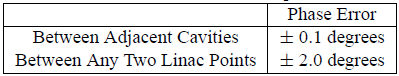 Phase Error
Between Adjacent Cavities ± 0.1 degrees
Between Any Two Linac Points ± 2.0 degrees